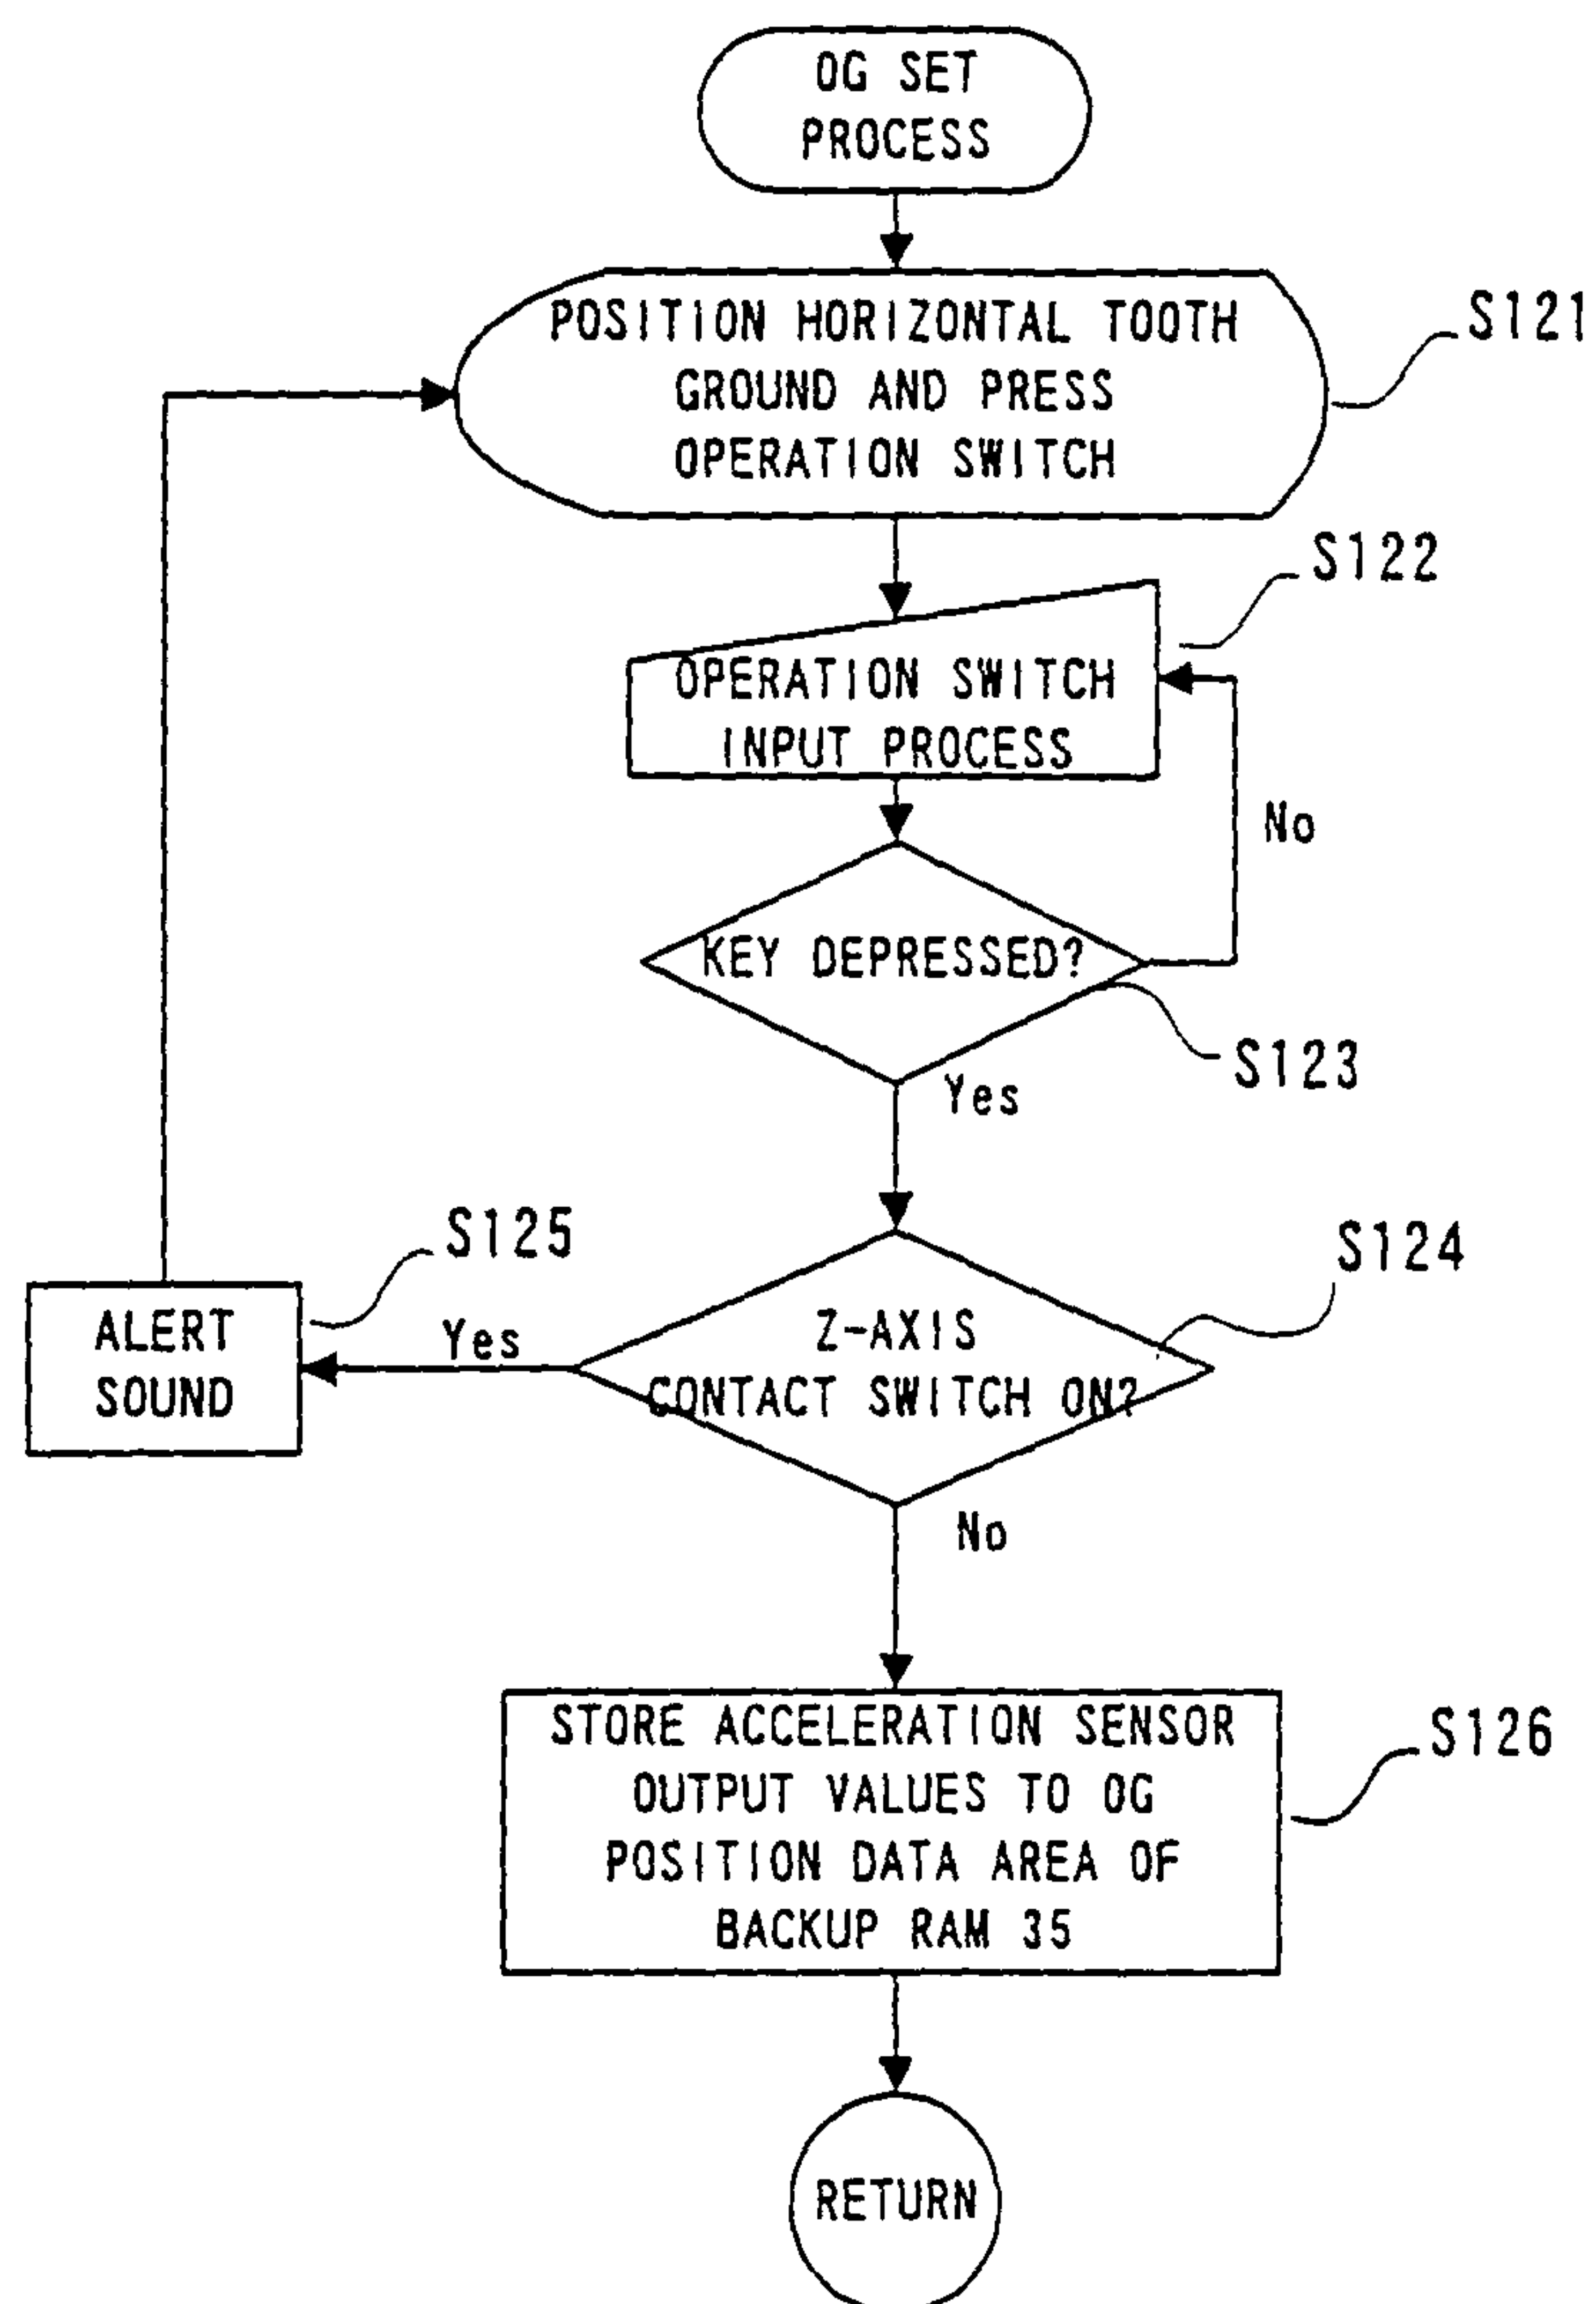 0G SET
PROCESS
POSITION HORIZONTAL TOOTH
GROUND AND PRESS
OPERATION SWITCH
S121
S122
OPERATION SWITCH
INPUT PROCESS
No
KEY DEPRESSED?
S123
Yes
S125
S124
ALERT
SOUND
Yes
Z-AXIS
CONTACT SWITCH ON?
No
STORE ACCELERATION SENSOR
OUTPUT VALUES TO 0G
POSITION DATA AREA OF
BACKUP RAM 35
S126
RETURN